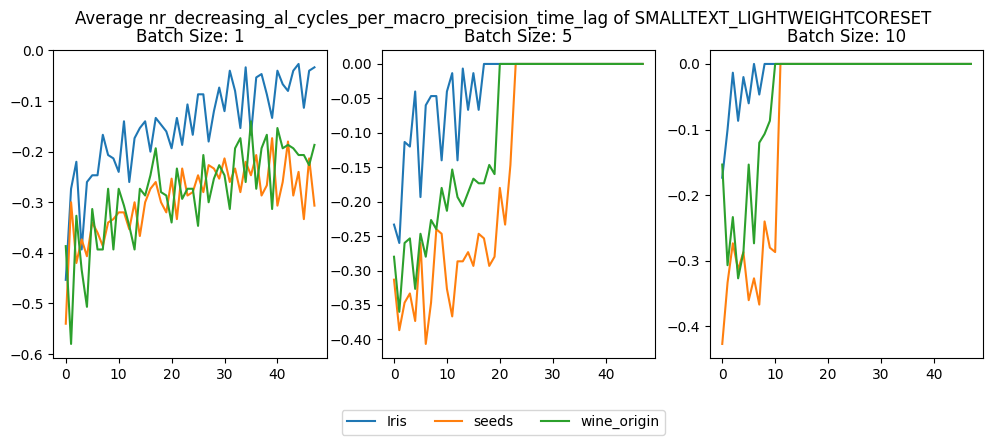 Average nr_decreasing_al_cycles_per_macro_precision_time_lag of SMALLTEXT_LIGHTWEIGHTCORESET
Batch Size: 1
Batch Size: 5
Batch Size: 10
0.0
−0.1
−0.2
−0.3
−0.4
−0.5
−0.6
0 10 20 30 40
0.00
−0.05
−0.10
−0.15
−0.20
−0.25
−0.30
−0.35
−0.40
0 20 40
0.0
−0.1
−0.2
−0.3
−0.4
0 10 20 30 40
Iris seeds wine_origin